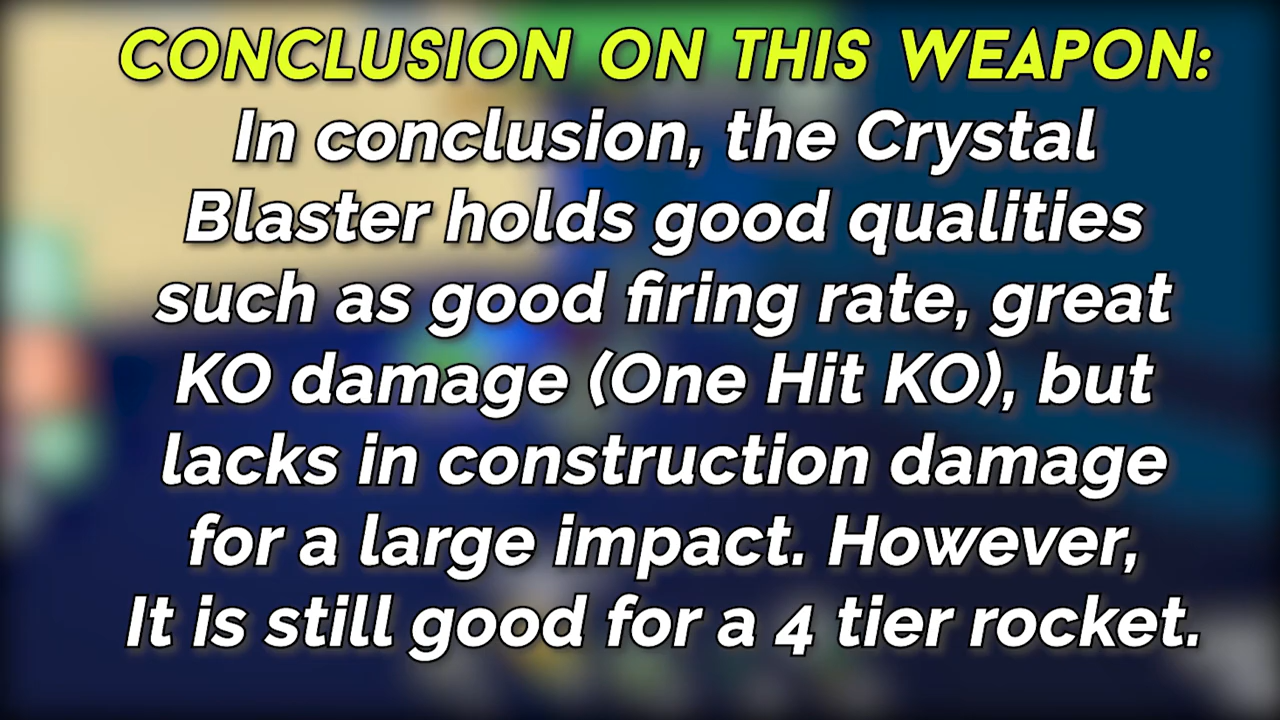 CONCLUSION ON THIS WEAPON:
In conclusion, the Crystal
Blaster holds good qualities
such as good firing rate, great
KO damage (One Hit KO), but
lacks in construction damage
for a large impact. However,
It is still good for a 4 tier rocket.